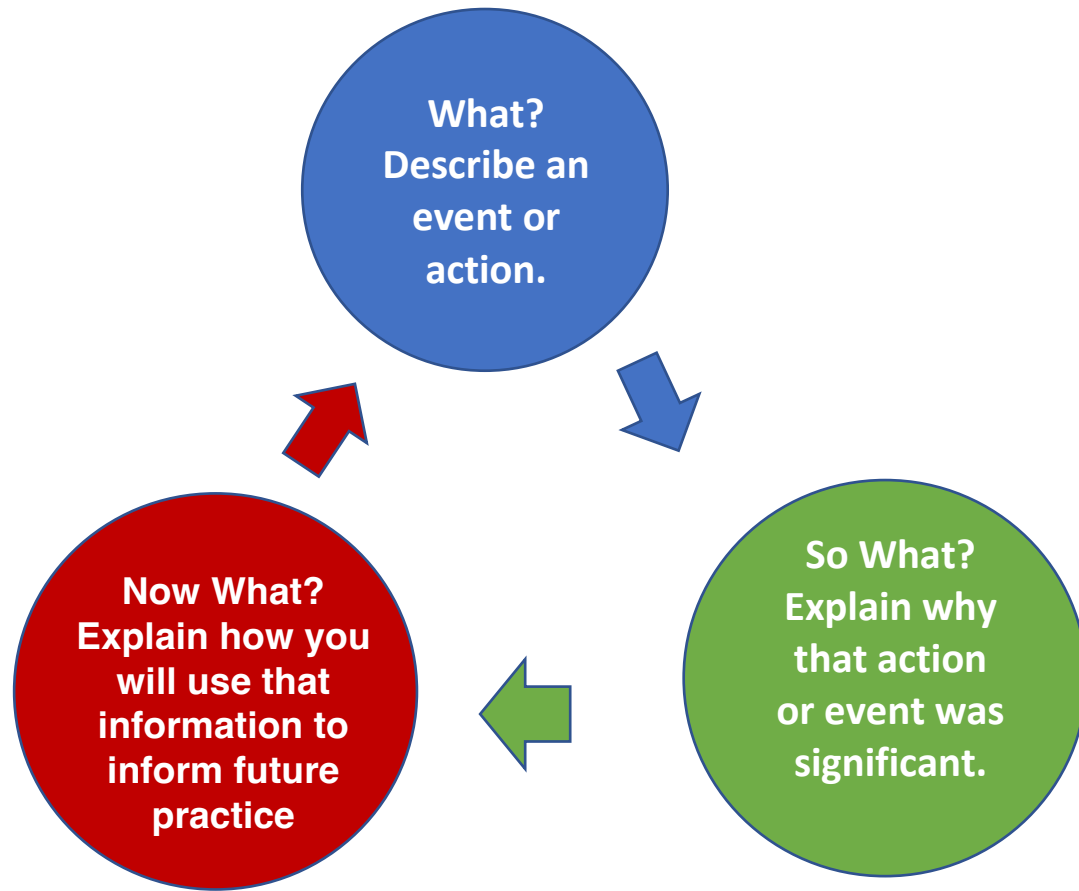 What?
Describe an
event or
action.
So What?
Explain why
that action
or event was
significant.
Now What?
Explain how you
will use that
information to
inform future
practice